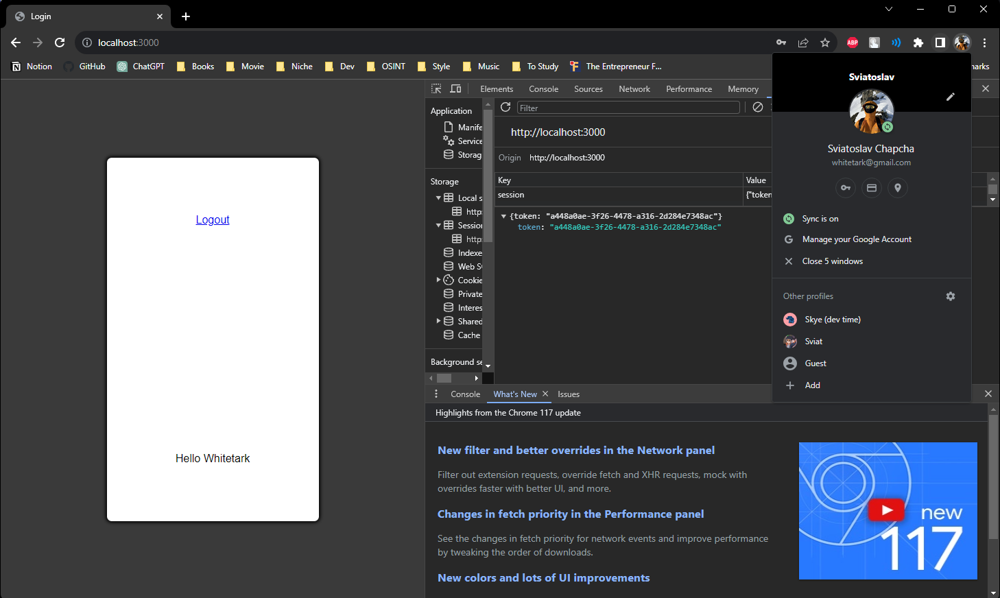 Login
localhost:3000
ABP
Notion
GitHub
ChatGPT
Books
Movie
Niche
Dev
OSINT
Style
Music
To Study
The Entrepreneur F...
marks
Logout
Hello Whitetark
Elements
Console
Sources
Network
Performance
Memory
Application
Manife
Service
Storag
Storage
Local s
http:
Session
http:
Indexe
Web S
Cookie
Private
Interes
Shared
Cache
Background se
Filter
http://localhost:3000
Origin http://localhost:3000
Key Value
session {"token
{token: "a448a0ae-3f26-4478-a316-2d284e7348ac"}
token: "a448a0ae-3f26-4478-a316-2d284e7348ac"
Sviatoslav
Sviatoslav Chapcha
whitetark@gmail.com
Sync is on
Manage your Google Account
Close 5 windows
Other profiles
Skye (dev time)
Sviat
Guest
Add
Console
What's New
Issues
Highlights from the Chrome 117 update
New filter and better overrides in the Network panel
Filter out extension requests, override fetch and XHR requests, mock with
overrides faster with better UI, and more.
Changes in fetch priority in the Performance panel
See the changes in fetch priority for network events and improve performance
by tweaking the order of downloads.
New colors and lots of UI improvements
new
117